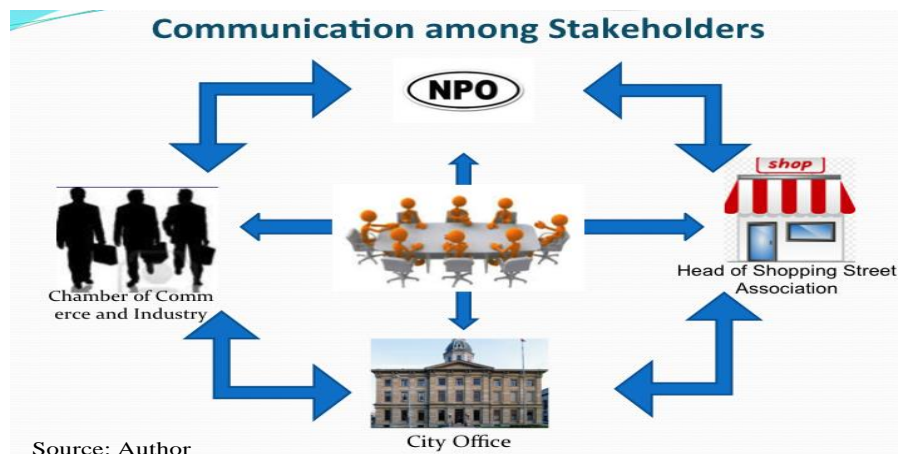 Communication among Stakeholders
NPO
shop
Chamber of Comm
erce and Industry
Head of Shopping Street
Association
City Office
Source: Author